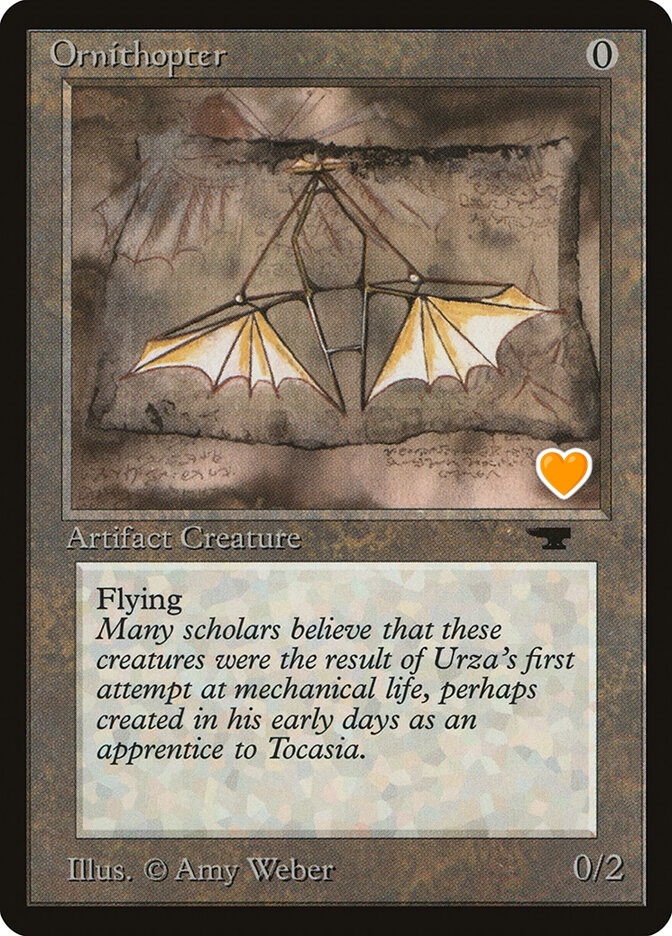 Ornithopter
0
Artifact Creature
Flying
Many scholars believe that these
creatures were the result of Urza's first
attempt at mechanical life, perhaps
created in his early days as an
apprentice to Tocasia.
Illus. © Amy Weber
0/2